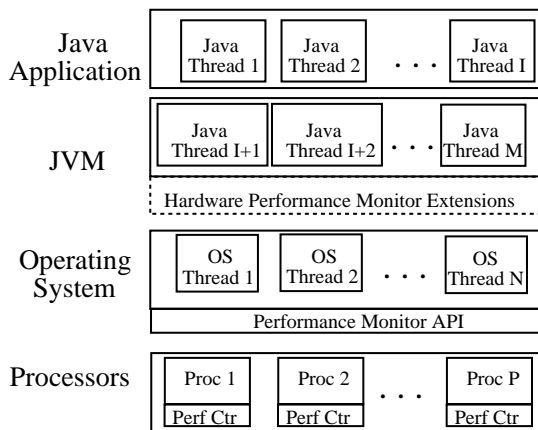 Java
Application
Java
Thread 1
Java
Thread 2
. . .
Java
Thread I
JVM
Java
Thread I+1
Java
Thread I+2
. . .
Java
Thread M
Hardware Performance Monitor Extensions
Operating
System
OS
Thread 1
OS
Thread 2
. . .
OS
Thread N
Performance Monitor API
Processors
Proc 1
Perf Ctr
Proc 2
Perf Ctr
. . .
Proc P
Perf Ctr